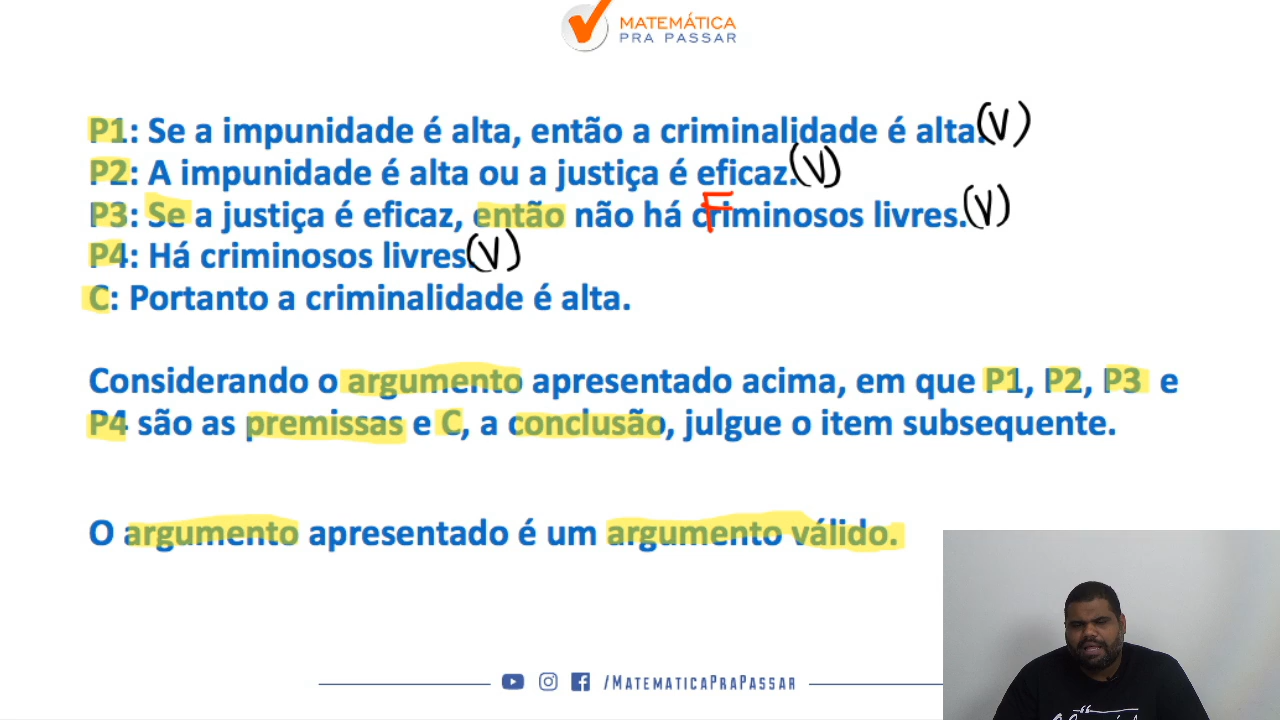 MATEMÁTICA
PRA PASSAR
P1: Se a impunidade é alta, então a criminalidade é alta. (V)
P2: A impunidade é alta ou a justiça é eficaz. (V)
P3: Se a justiça é eficaz, então não há criminosos livres. (V)
F
P4: Há criminosos livres. (V)
C: Portanto a criminalidade é alta.
Considerando o argumento apresentado acima, em que P1, P2, P3 e
P4 são as premissas e C, a conclusão, julgue o item subsequente.
O argumento apresentado é um argumento válido.
/MATEMATICAPRAPASSAR